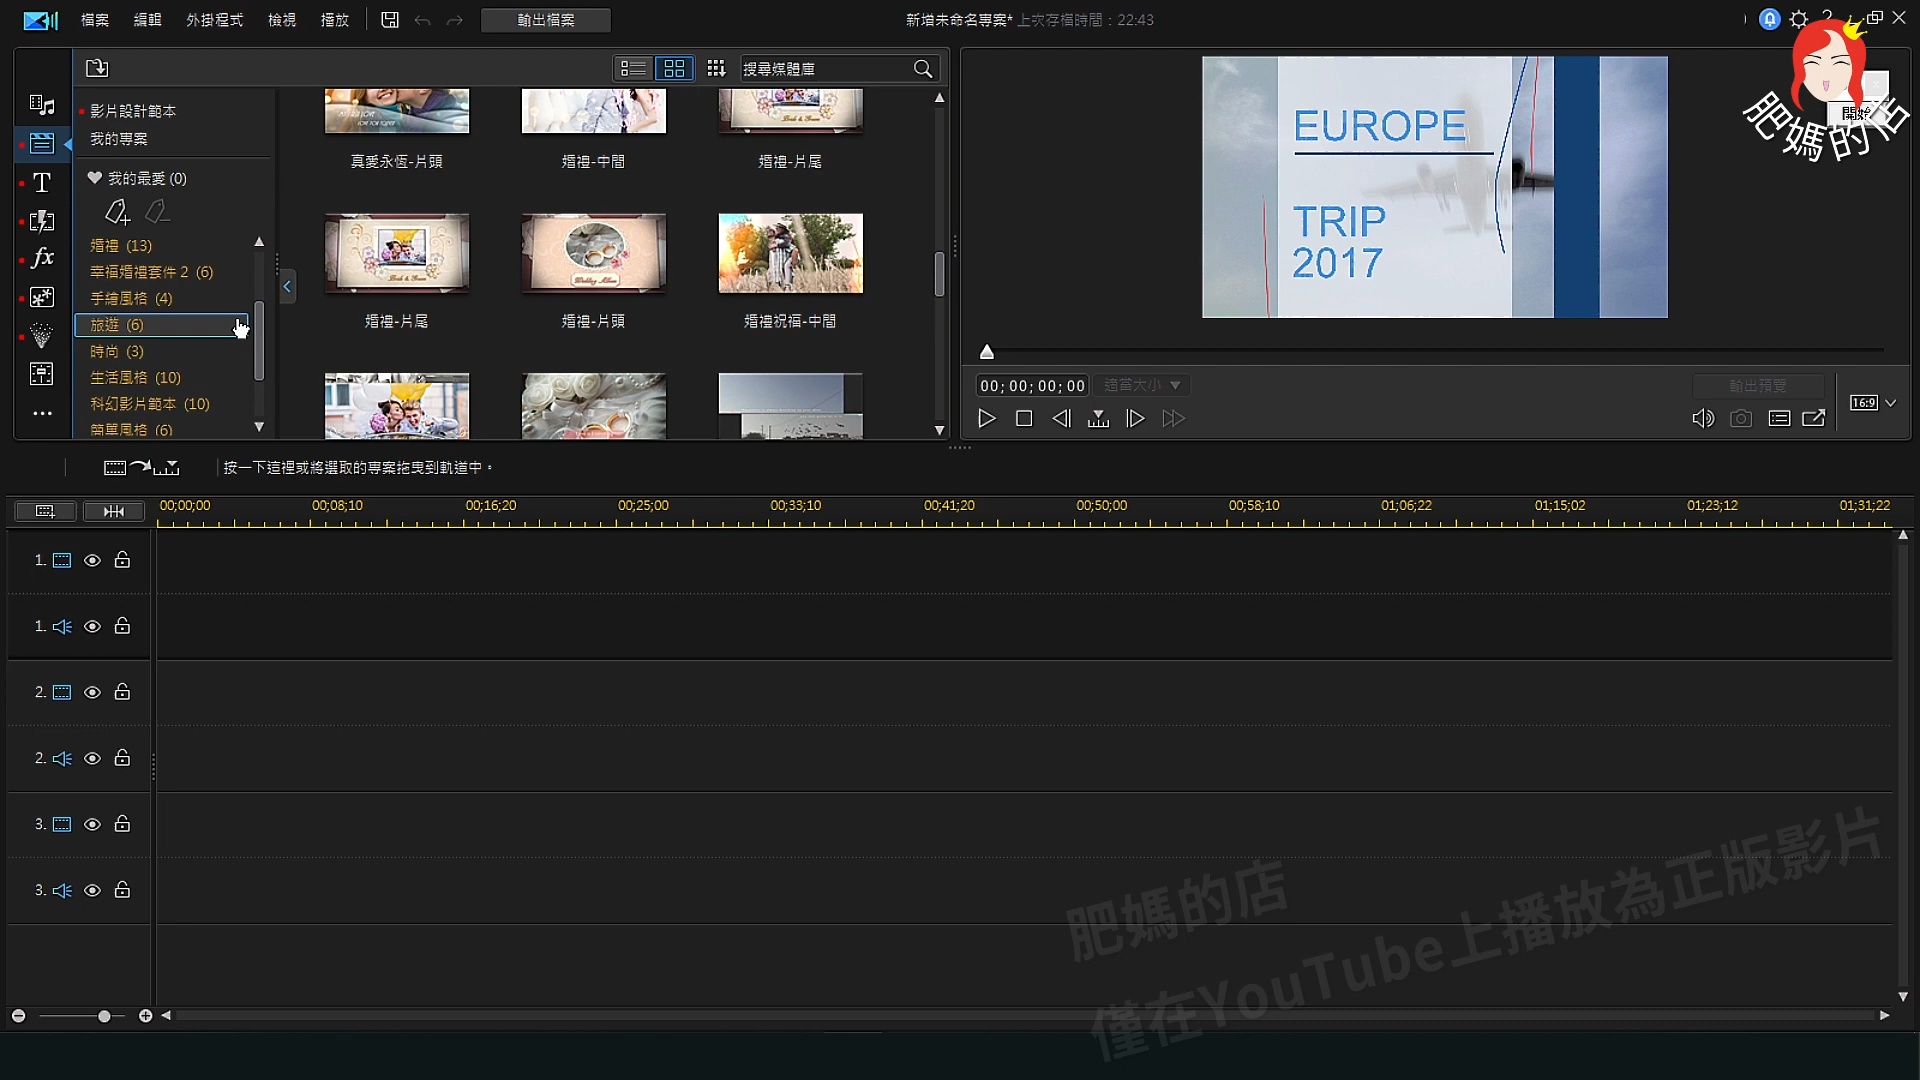 檔案 編輯 外掛程式 檢視 播放 輸出檔案 新增未命名專案* 上次存檔時間：22:43
搜尋媒體庫
影片設計範本
我的專案
我的最愛 (0)
婚禮 (13)
幸福婚禮套件 2 (6)
手繪風格 (4)
旅遊 (6)
時尚 (3)
生活風格 (10)
科幻影片範本 (10)
簡單風格 (6)
真愛永恆-片頭 婚禮-中間 婚禮-片尾
婚禮-片尾 婚禮-片頭 婚禮祝福-中間
EUROPE
TRIP
2017
開始
肥媽的店
00;00;00;00 適當大小 輸出預覽
16:9
按一下這裡或將選取的專案拖曳到軌道中。
00;00;00 00;08;10 00;16;20 00;25;00 00;33;10 00;41;20 00;50;00 00;58;10 01;06;22 01;15;02 01;23;12 01;31;22
1.
1.
2.
2.
3.
3.
肥媽的店
僅在YouTube上播放為正版影片